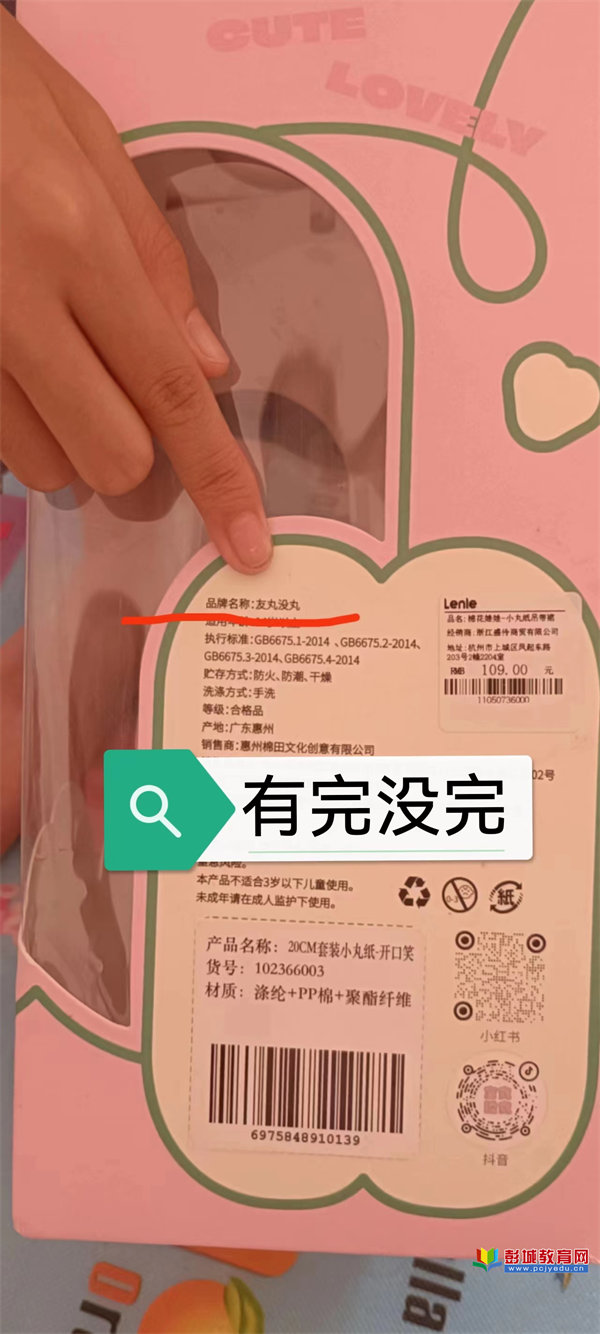 CUTE
LOVELY
品牌名称：友丸没丸
执行标准：GB6675.1-2014 、GB6675.2-2014、
GB6675.3-2014、GB6675.4-2014
贮存方式：防火、防潮、干燥
洗涤方式：手洗
等级：合格品
产地：广东惠州
销售商：惠州棉田文化创意有限公司
Lenle
品名：棉花娃娃-小丸纸吊带裙
经销商：浙江盛伶商贸有限公司
地址：杭州市上城区凤起东路
203号2幢2204室
RMB 109.00 元
11050736000
02号
有完没完
本产品不适合3岁以下儿童使用。
未成年请在成人监护下使用。
0-3
紙
产品名称：20CM套装小丸纸-开口笑
货号：102366003
材质：涤纶+PP棉+聚酯纤维
6975848910139
小红书
抖音
彭城教育网
www.pcjyedu.cn